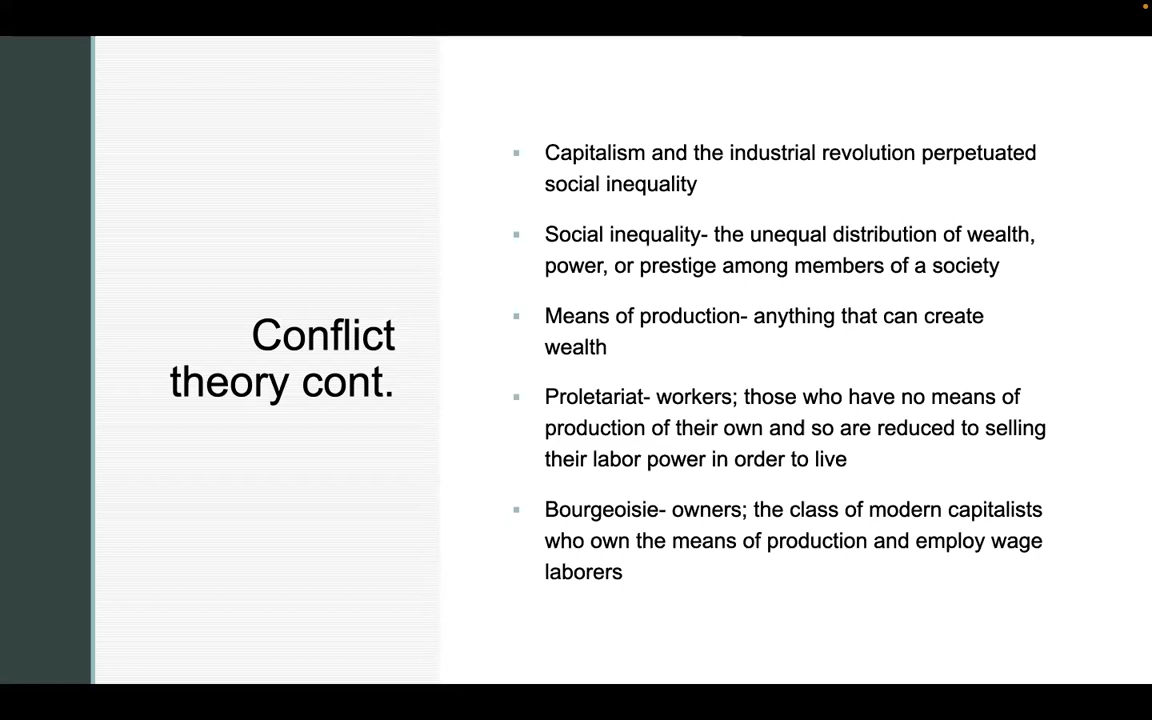 Conflict
theory cont.
▪ Capitalism and the industrial revolution perpetuated
social inequality
▪ Social inequality- the unequal distribution of wealth,
power, or prestige among members of a society
▪ Means of production- anything that can create
wealth
▪ Proletariat- workers; those who have no means of
production of their own and so are reduced to selling
their labor power in order to live
▪ Bourgeoisie- owners; the class of modern capitalists
who own the means of production and employ wage
laborers